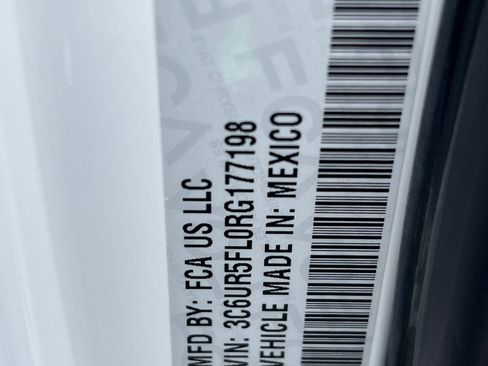 MFD BY: FCA US LLC
VIN: 3C6UR5FL0RG177198
VEHICLE MADE IN: MEXICO